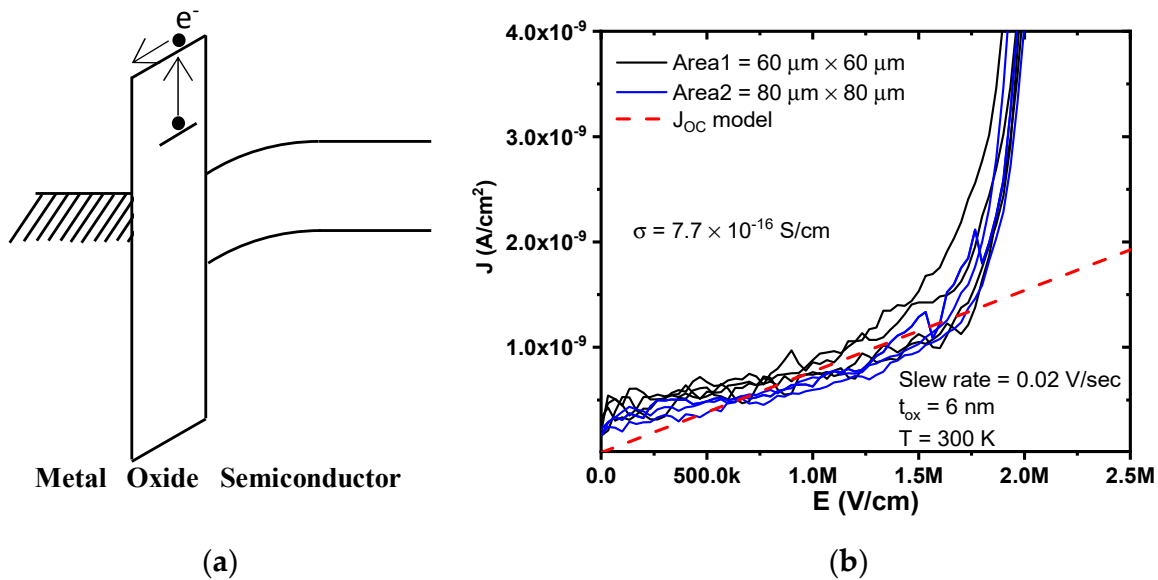 e⁻
Metal Oxide Semiconductor
(a)
(b)
J (A/cm²)
4.0x10⁻⁹
3.0x10⁻⁹
2.0x10⁻⁹
1.0x10⁻⁹
Area1 = 60 μm × 60 μm
Area2 = 80 μm × 80 μm
J_OC model
σ = 7.7 × 10⁻¹⁶ S/cm
Slew rate = 0.02 V/sec
t_ox = 6 nm
T = 300 K
0.0 500.0k 1.0M 1.5M 2.0M 2.5M
E (V/cm)